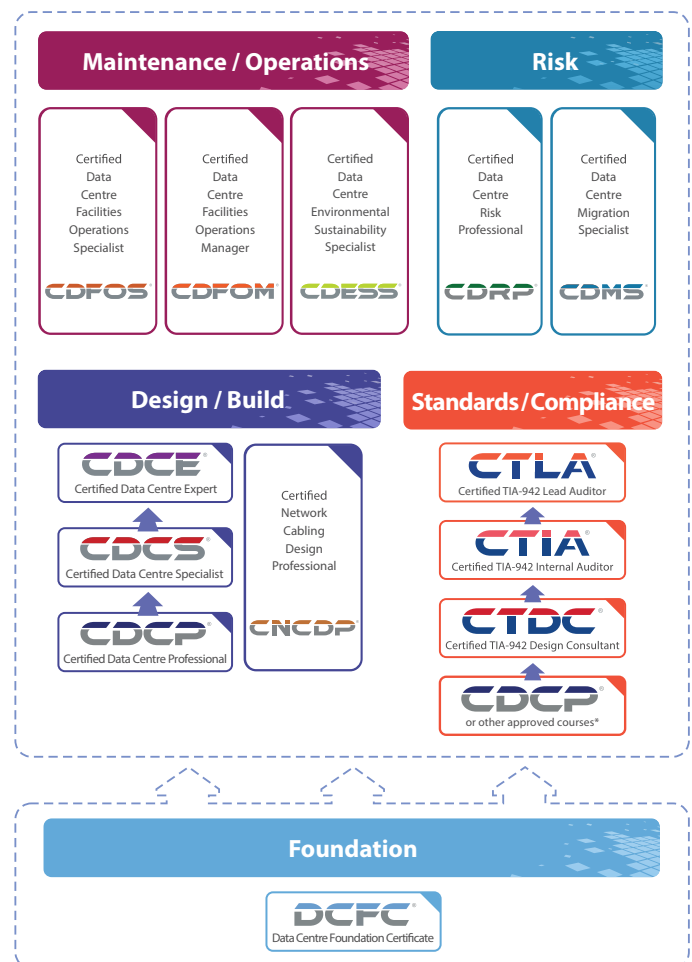 Maintenance / Operations
Certified
Data
Centre
Facilities
Operations
Specialist
CDFOS®
Certified
Data
Centre
Facilities
Operations
Manager
CDFOM®
Certified
Data
Centre
Environmental
Sustainability
Specialist
CDESS®
Risk
Certified
Data
Centre
Risk
Professional
CDRP®
Certified
Data
Centre
Migration
Specialist
CDMS®
Design / Build
CDCE®
Certified Data Centre Expert
CDCS®
Certified Data Centre Specialist
CDCP®
Certified Data Centre Professional
Certified
Network
Cabling
Design
Professional
CNCDP®
Standards/Compliance
CTLA®
Certified TIA-942 Lead Auditor
CTIA®
Certified TIA-942 Internal Auditor
CTDC®
Certified TIA-942 Design Consultant
CDCP®
or other approved courses*
Foundation
DCFC®
Data Centre Foundation Certificate